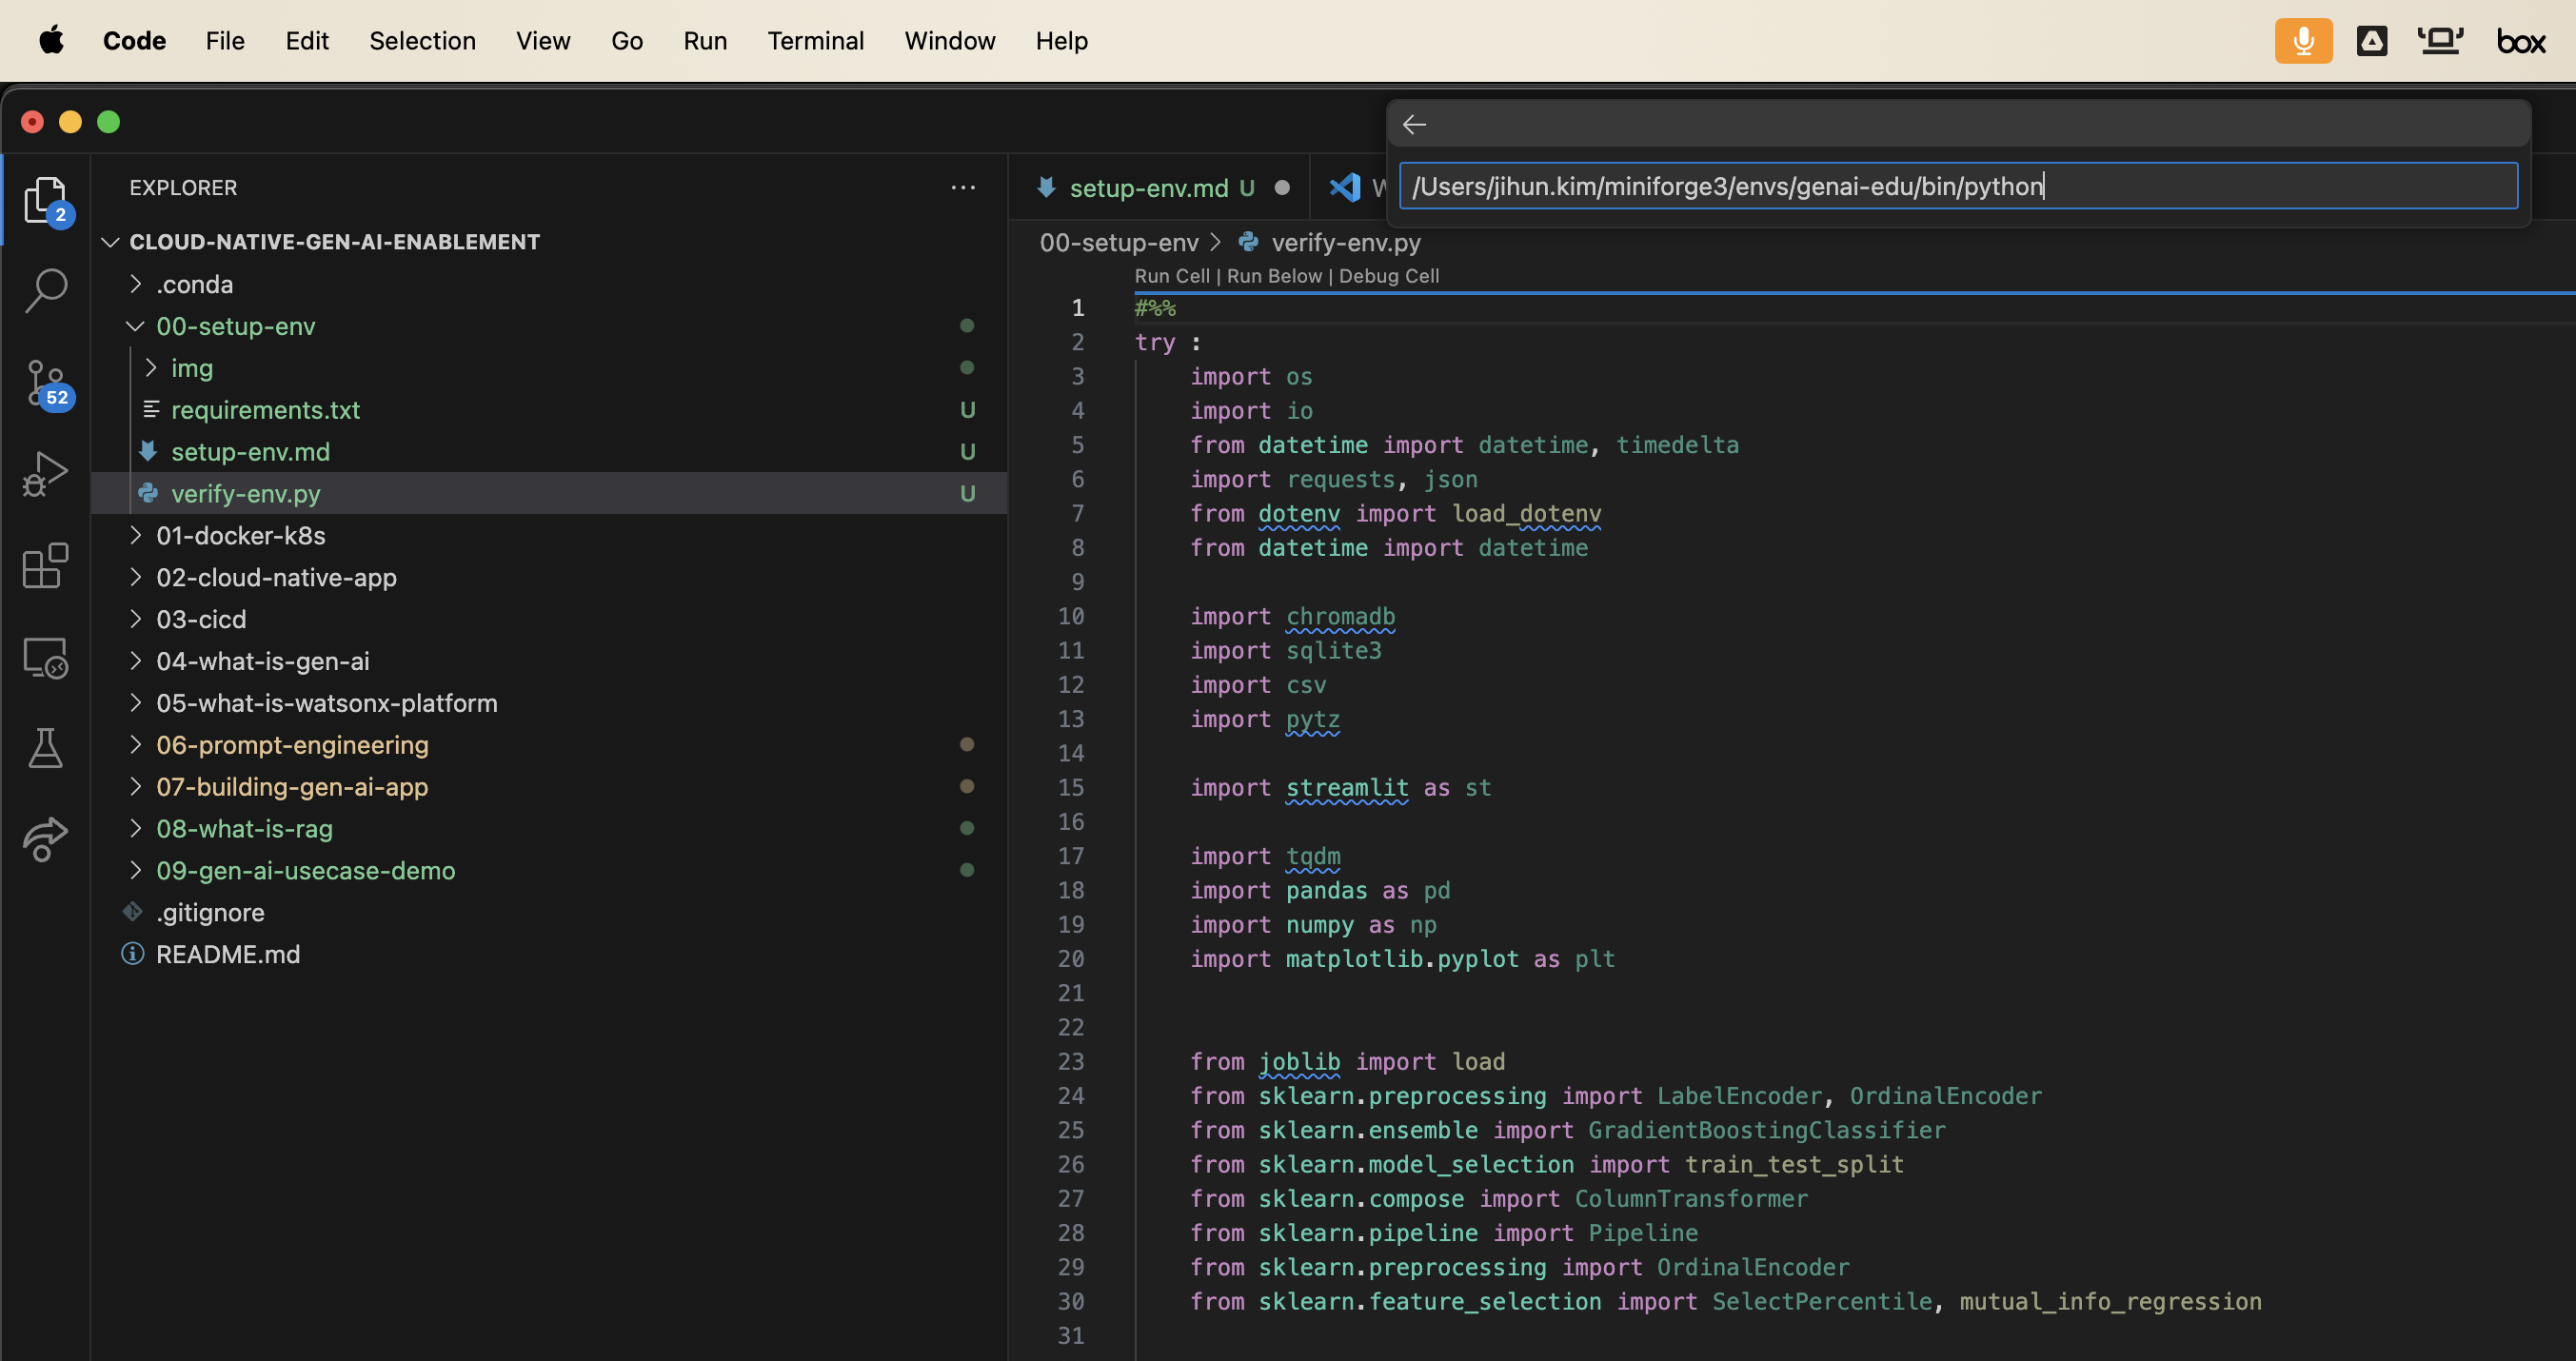 Code File Edit Selection View Go Run Terminal Window Help box
/Users/jihun.kim/miniforge3/envs/genai-edu/bin/python
EXPLORER ···
setup-env.md U
CLOUD-NATIVE-GEN-AI-ENABLEMENT
.conda
00-setup-env
img
requirements.txt U
setup-env.md U
verify-env.py U
01-docker-k8s
02-cloud-native-app
03-cicd
04-what-is-gen-ai
05-what-is-watsonx-platform
06-prompt-engineering
07-building-gen-ai-app
08-what-is-rag
09-gen-ai-usecase-demo
.gitignore
README.md
2
52
00-setup-env > verify-env.py
Run Cell | Run Below | Debug Cell
1 #%%
2 try :
3 import os
4 import io
5 from datetime import datetime, timedelta
6 import requests, json
7 from dotenv import load_dotenv
8 from datetime import datetime
9
10 import chromadb
11 import sqlite3
12 import csv
13 import pytz
14
15 import streamlit as st
16
17 import tqdm
18 import pandas as pd
19 import numpy as np
20 import matplotlib.pyplot as plt
21
22
23 from joblib import load
24 from sklearn.preprocessing import LabelEncoder, OrdinalEncoder
25 from sklearn.ensemble import GradientBoostingClassifier
26 from sklearn.model_selection import train_test_split
27 from sklearn.compose import ColumnTransformer
28 from sklearn.pipeline import Pipeline
29 from sklearn.preprocessing import OrdinalEncoder
30 from sklearn.feature_selection import SelectPercentile, mutual_info_regression
31